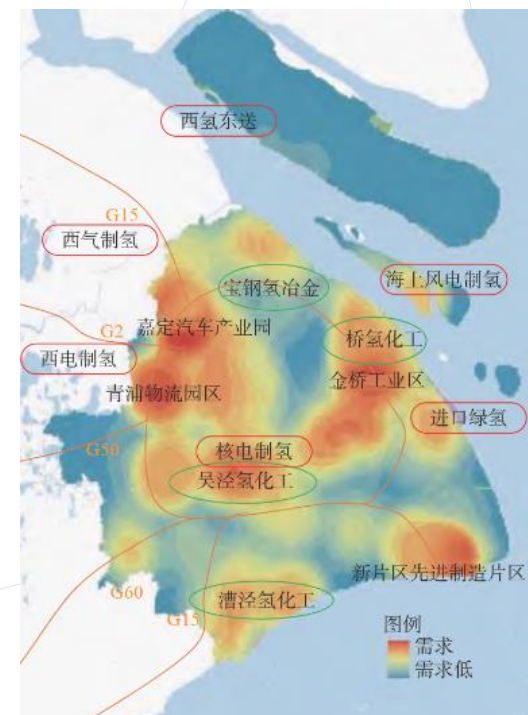 西氢东送
G15
西气制氢
海上风电制氢
宝钢氢冶金
G2
嘉定汽车产业园
桥氢化工
西电制氢
金桥工业区
青浦物流园区
进口绿氢
G50
核电制氢
吴泾氢化工
新片区先进制造片区
G60
漕泾氢化工
G15
图例
需求
需求低